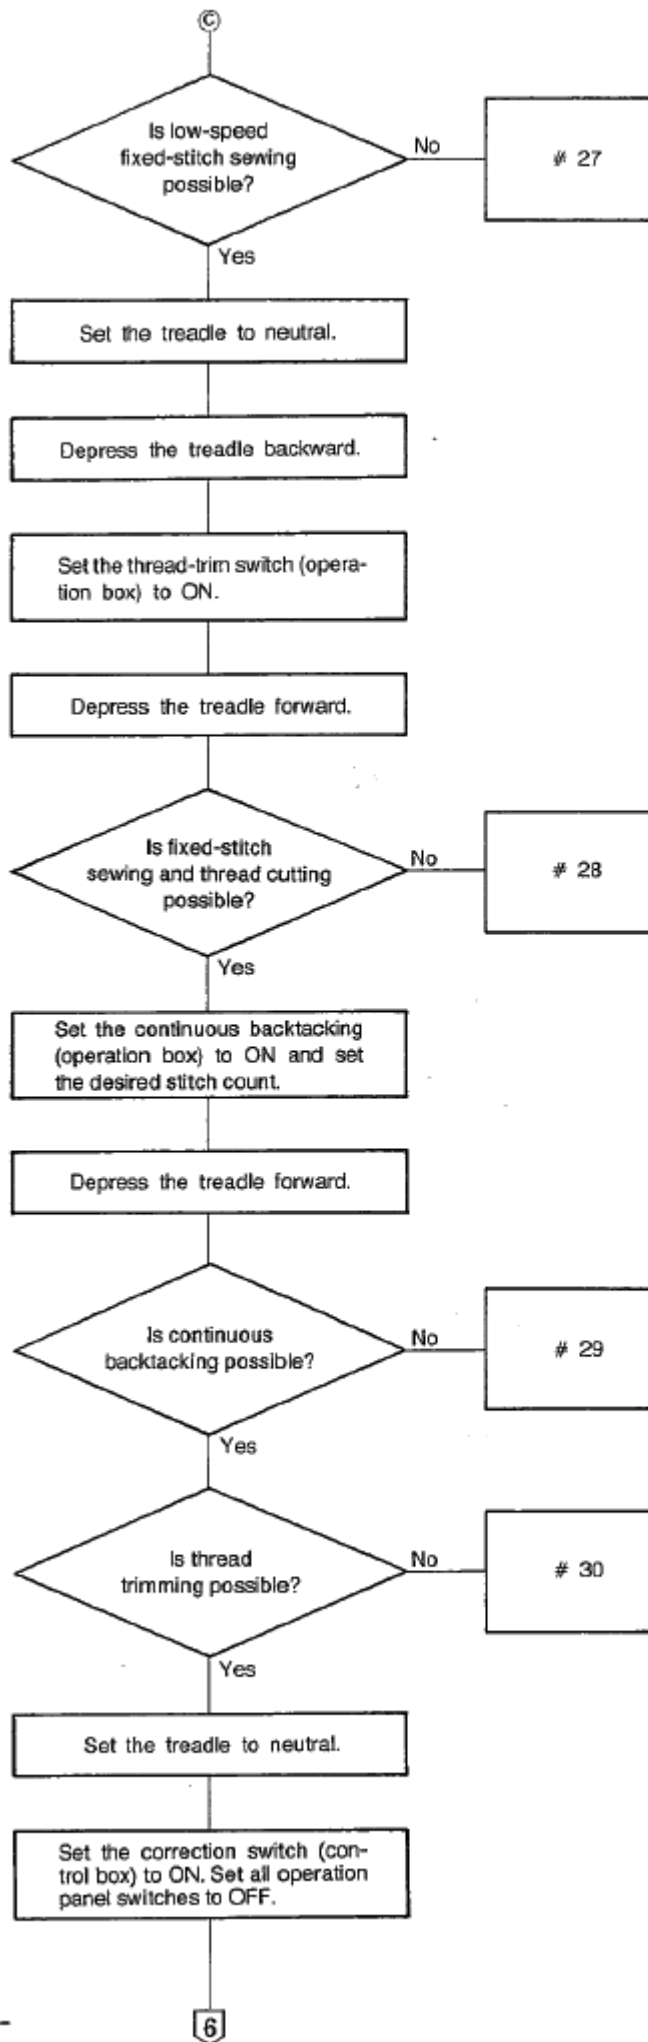 C
Is low-speed
fixed-stitch sewing
possible?
No
# 27
Yes
Set the treadle to neutral.
Depress the treadle backward.
Set the thread-trim switch (opera-
tion box) to ON.
Depress the treadle forward.
Is fixed-stitch
sewing and thread cutting
possible?
No
# 28
Yes
Set the continuous backtacking
(operation box) to ON and set
the desired stitch count.
Depress the treadle forward.
Is continuous
backtacking possible?
No
# 29
Yes
Is thread
trimming possible?
No
# 30
Yes
Set the treadle to neutral.
Set the correction switch (con-
trol box) to ON. Set all operation
panel switches to OFF.
6